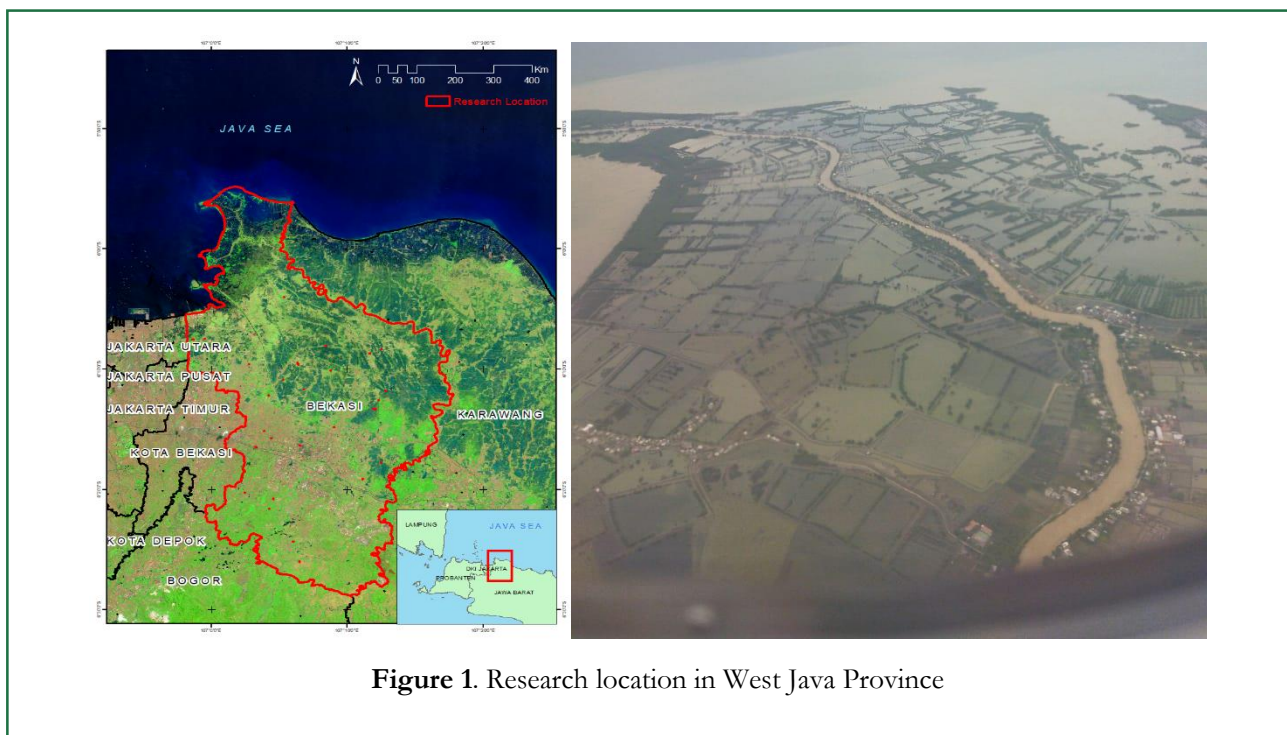 N
Km
0 50 100 200 300 400
Research Location
JAVA SEA
JAKARTA UTARA
JAKARTA PUSAT
JAKARTA TIMUR
BEKASI
KARAWANG
KOTA BEKASI
KOTA DEPOK
BOGOR
LAMPUNG
JAVA SEA
DKI JAKARTA
PROBANTEN
JAWA BARAT
Figure 1. Research location in West Java Province